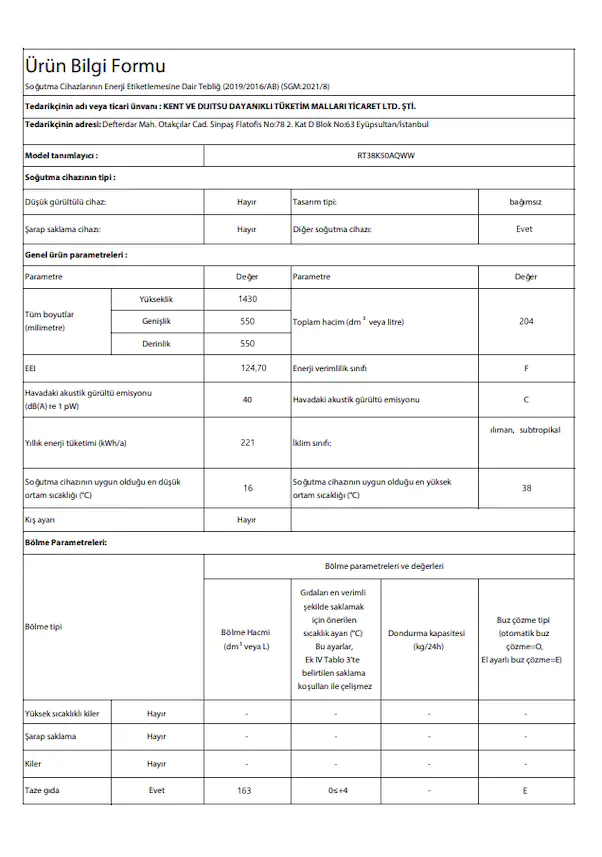 Ürün Bilgi Formu
Soğutma Cihazlarının Enerji Etiketlemesine Dair Tebliğ (2019/2016/AB) (SGM:2021/8)
Tedarikçinin adı veya ticari ünvanı : KENT VE DIJITSU DAYANIKLI TÜKETİM MALLARI TİCARET LTD. ŞTİ.
Tedarikçinin adresi: Defterdar Mah. Otakçılar Cad. Sinpaş Flatofis No:78 2. Kat D Blok No:63 Eyüpsultan/İstanbul
Model tanımlayıcı : RT38K50AQWW
Soğutma cihazının tipi :
Düşük gürültülü cihaz: Hayır Tasarım tipi: bağımsız
Şarap saklama cihazı: Hayır Diğer soğutma cihazı: Evet
Genel ürün parametreleri :
Parametre Değer Parametre Değer
Tüm boyutlar
(milimetre)
Yükseklik 1430
Genişlik 550
Derinlik 550
Toplam hacim (dm³ veya litre) 204
EEI 124,70 Enerji verimlilik sınıfı F
Havadaki akustik gürültü emisyonu
(dB(A) re 1 pW)
40 Havadaki akustik gürültü emisyonu C
Yıllık enerji tüketimi (kWh/a) 221 İklim sınıfı: ılıman, subtropikal
Soğutma cihazının uygun olduğu en düşük
ortam sıcaklığı (°C)
16
Soğutma cihazının uygun olduğu en yüksek
ortam sıcaklığı (°C)
38
Kış ayarı Hayır
Bölme Parametreleri:
Bölme tipi
Bölme parametreleri ve değerleri
Bölme Hacmi
(dm³ veya L)
Gıdaları en verimli
şekilde saklamak
için önerilen
sıcaklık ayarı (°C)
Bu ayarlar,
Ek IV Tablo 3'te
belirtilen saklama
koşulları ile çelişmez
Dondurma kapasitesi
(kg/24h)
Buz çözme tipi
(otomatik buz
çözme=O,
El ayarlı buz çözme=E)
Yüksek sıcaklıklı kiler Hayır - - - -
Şarap saklama Hayır - - - -
Kiler Hayır - - - -
Taze gıda Evet 163 0≤+4 - E